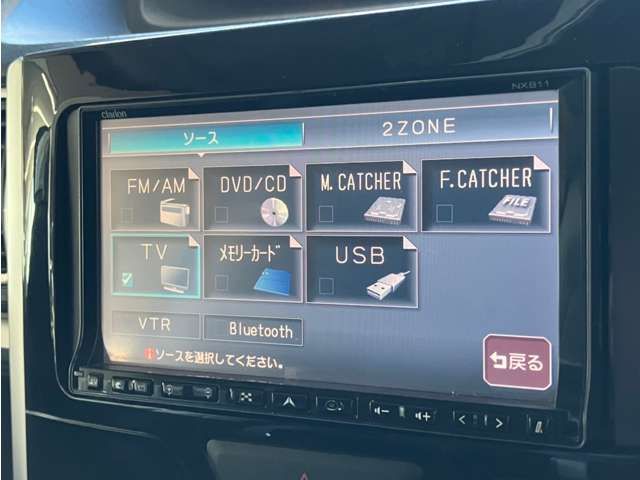 NX811
clarion
ソース
2ZONE
FM/AM
DVD/CD
M.CATCHER
F.CATCHER
FILE
TV
メモリーカード
USB
VTR
Bluetooth
ソースを選択してください。
戻る